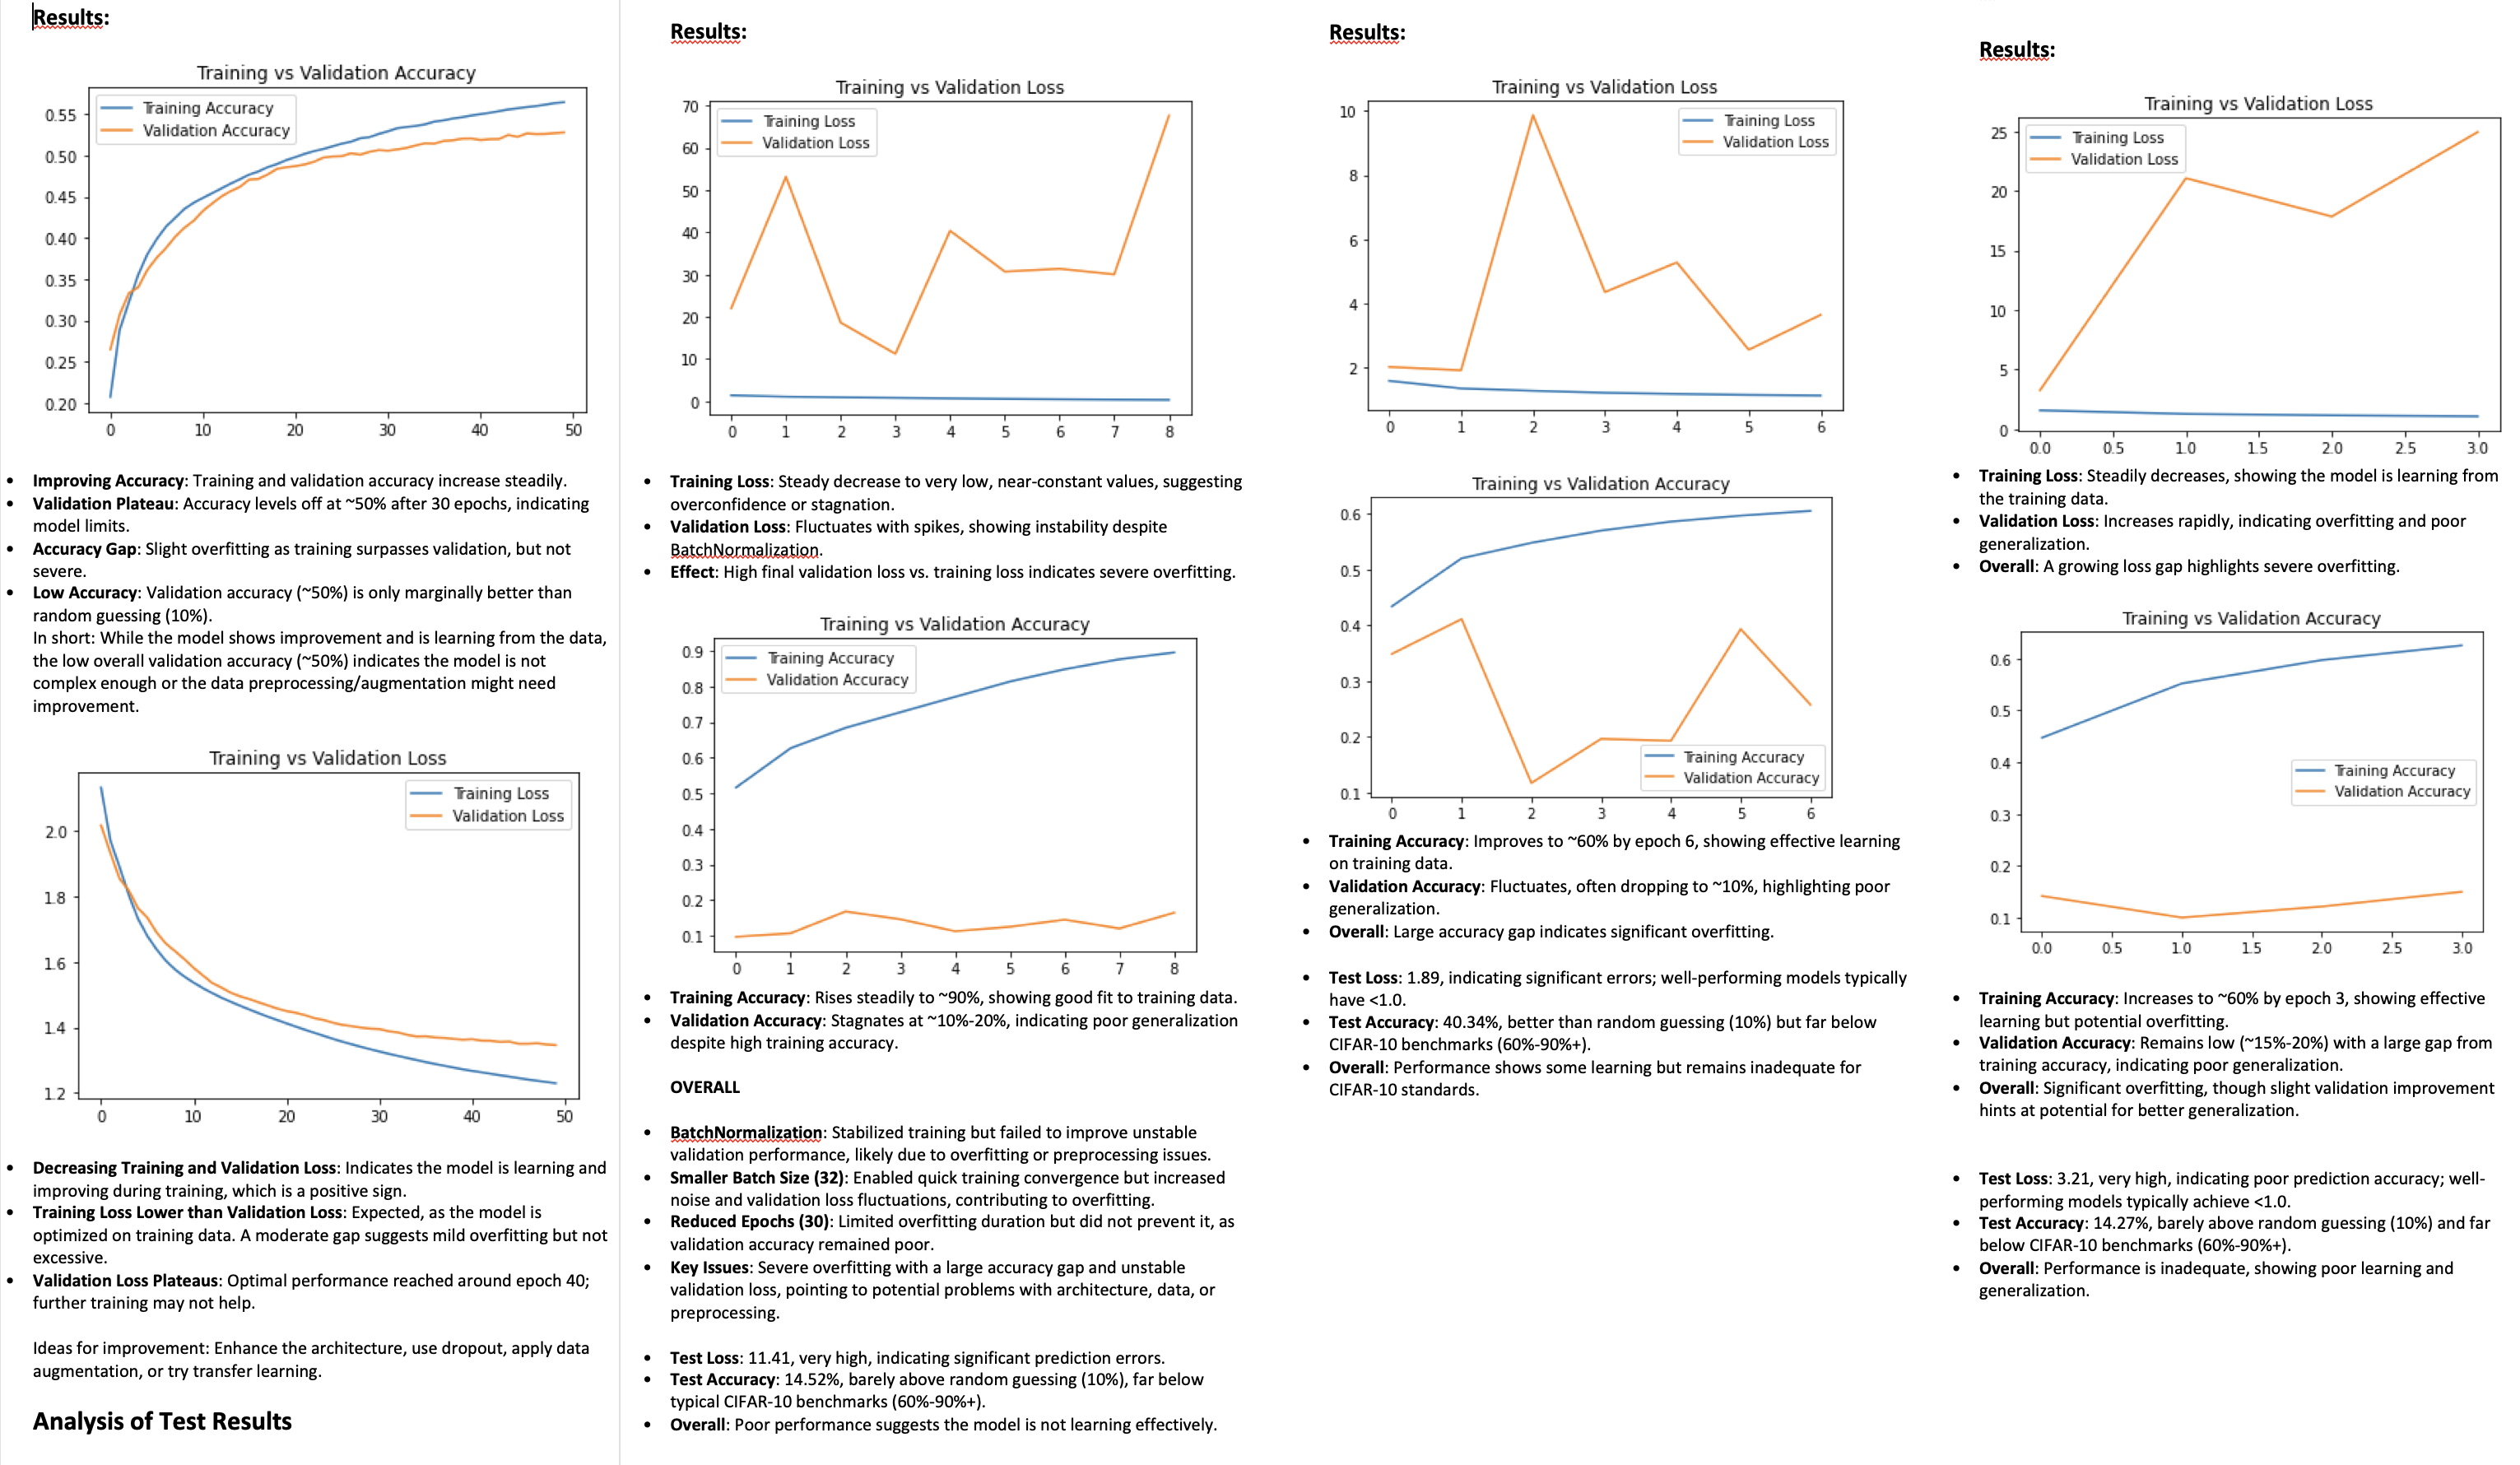 Results:
Training vs Validation Accuracy
Training Accuracy
Validation Accuracy
0.55
0.50
0.45
0.40
0.35
0.30
0.25
0.20
0 10 20 30 40 50
• Improving Accuracy: Training and validation accuracy increase steadily.
• Validation Plateau: Accuracy levels off at ~50% after 30 epochs, indicating
model limits.
• Accuracy Gap: Slight overfitting as training surpasses validation, but not
severe.
• Low Accuracy: Validation accuracy (~50%) is only marginally better than
random guessing (10%).
In short: While the model shows improvement and is learning from the data,
the low overall validation accuracy (~50%) indicates the model is not
complex enough or the data preprocessing/augmentation might need
improvement.
Training vs Validation Loss
Training Loss
Validation Loss
2.0
1.8
1.6
1.4
1.2
0 10 20 30 40 50
• Decreasing Training and Validation Loss: Indicates the model is learning and
improving during training, which is a positive sign.
• Training Loss Lower than Validation Loss: Expected, as the model is
optimized on training data. A moderate gap suggests mild overfitting but not
excessive.
• Validation Loss Plateaus: Optimal performance reached around epoch 40;
further training may not help.
Ideas for improvement: Enhance the architecture, use dropout, apply data
augmentation, or try transfer learning.
Analysis of Test Results
Results:
Training vs Validation Loss
Training Loss
Validation Loss
70
60
50
40
30
20
10
0
0 1 2 3 4 5 6 7 8
• Training Loss: Steady decrease to very low, near-constant values, suggesting
overconfidence or stagnation.
• Validation Loss: Fluctuates with spikes, showing instability despite
BatchNormalization.
• Effect: High final validation loss vs. training loss indicates severe overfitting.
Training vs Validation Accuracy
Training Accuracy
Validation Accuracy
0.9
0.8
0.7
0.6
0.5
0.4
0.3
0.2
0.1
0 1 2 3 4 5 6 7 8
• Training Accuracy: Rises steadily to ~90%, showing good fit to training data.
• Validation Accuracy: Stagnates at ~10%-20%, indicating poor generalization
despite high training accuracy.
OVERALL
• BatchNormalization: Stabilized training but failed to improve unstable
validation performance, likely due to overfitting or preprocessing issues.
• Smaller Batch Size (32): Enabled quick training convergence but increased
noise and validation loss fluctuations, contributing to overfitting.
• Reduced Epochs (30): Limited overfitting duration but did not prevent it, as
validation accuracy remained poor.
• Key Issues: Severe overfitting with a large accuracy gap and unstable
validation loss, pointing to potential problems with architecture, data, or
preprocessing.
• Test Loss: 11.41, very high, indicating significant prediction errors.
• Test Accuracy: 14.52%, barely above random guessing (10%), far below
typical CIFAR-10 benchmarks (60%-90%+).
• Overall: Poor performance suggests the model is not learning effectively.
Results:
Training vs Validation Loss
Training Loss
Validation Loss
10
8
6
4
2
0 1 2 3 4 5 6
Training vs Validation Accuracy
0.6
0.5
0.4
0.3
0.2
0.1
Training Accuracy
Validation Accuracy
0 1 2 3 4 5 6
• Training Accuracy: Improves to ~60% by epoch 6, showing effective learning
on training data.
• Validation Accuracy: Fluctuates, often dropping to ~10%, highlighting poor
generalization.
• Overall: Large accuracy gap indicates significant overfitting.
• Test Loss: 1.89, indicating significant errors; well-performing models typically
have <1.0.
• Test Accuracy: 40.34%, better than random guessing (10%) but far below
CIFAR-10 benchmarks (60%-90%+).
• Overall: Performance shows some learning but remains inadequate for
CIFAR-10 standards.
Results:
Training vs Validation Loss
Training Loss
Validation Loss
25
20
15
10
5
0
0.0 0.5 1.0 1.5 2.0 2.5 3.0
• Training Loss: Steadily decreases, showing the model is learning from
the training data.
• Validation Loss: Increases rapidly, indicating overfitting and poor
generalization.
• Overall: A growing loss gap highlights severe overfitting.
Training vs Validation Accuracy
0.6
0.5
0.4
0.3
0.2
0.1
Training Accuracy
Validation Accuracy
0.0 0.5 1.0 1.5 2.0 2.5 3.0
• Training Accuracy: Increases to ~60% by epoch 3, showing effective
learning but potential overfitting.
• Validation Accuracy: Remains low (~15%-20%) with a large gap from
training accuracy, indicating poor generalization.
• Overall: Significant overfitting, though slight validation improvement
hints at potential for better generalization.
• Test Loss: 3.21, very high, indicating poor prediction accuracy; well-
performing models typically achieve <1.0.
• Test Accuracy: 14.27%, barely above random guessing (10%) and far
below CIFAR-10 benchmarks (60%-90%+).
• Overall: Performance is inadequate, showing poor learning and
generalization.